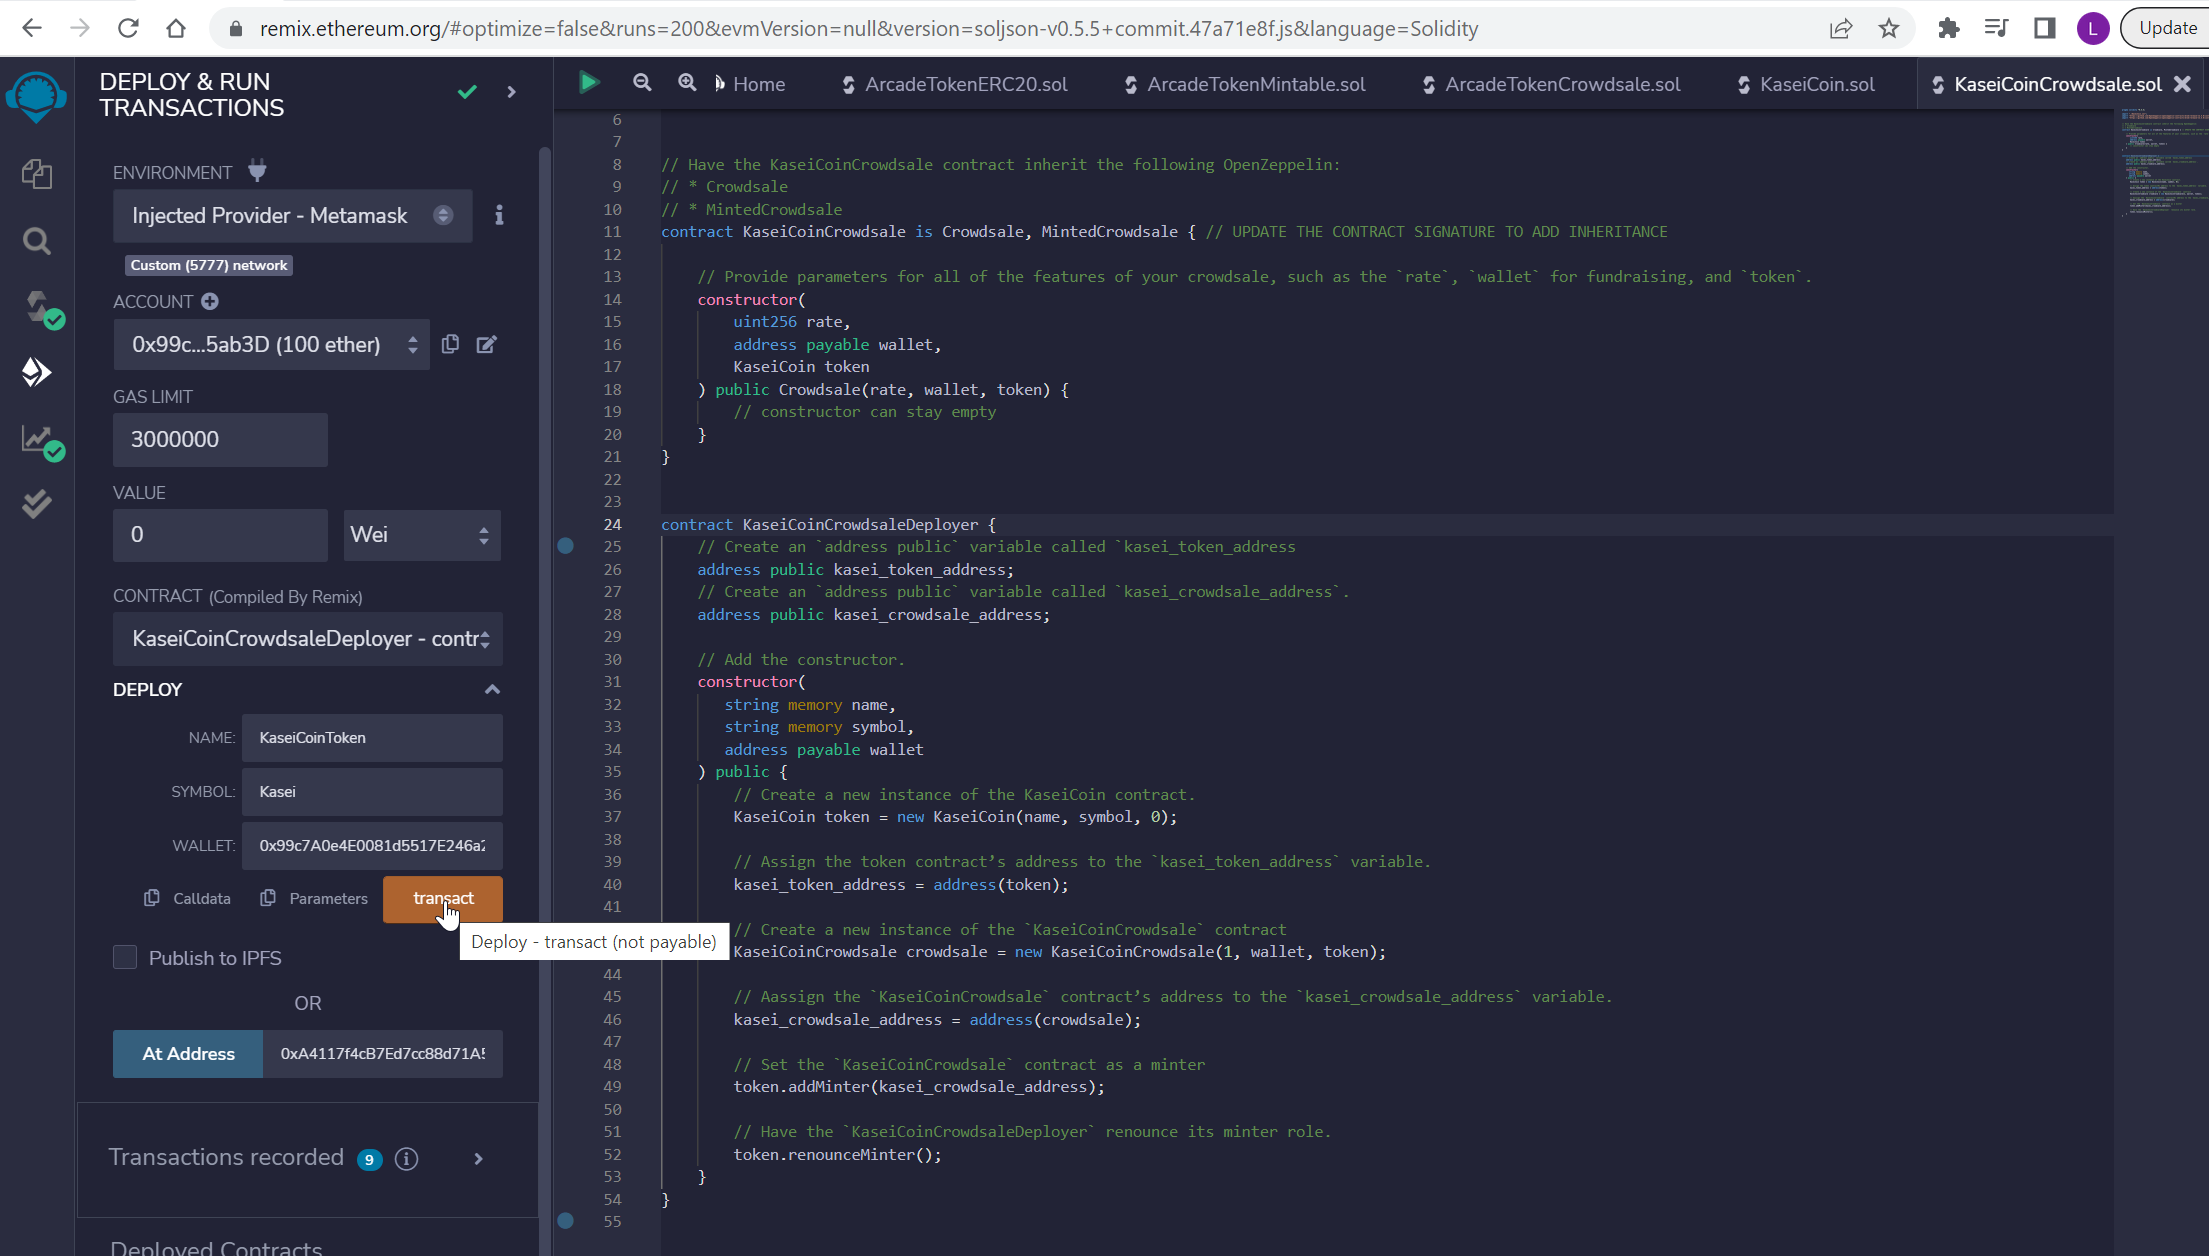 remix.ethereum.org/#optimize=false&runs=200&evmVersion=null&version=soljson-v0.5.5+commit.47a71e8f.js&language=Solidity
L
Update
DEPLOY & RUN
TRANSACTIONS
ENVIRONMENT
Injected Provider - Metamask
Custom (5777) network
ACCOUNT
0x99c...5ab3D (100 ether)
GAS LIMIT
3000000
VALUE
0
Wei
CONTRACT (Compiled By Remix)
KaseiCoinCrowdsaleDeployer - contr
DEPLOY
NAME: KaseiCoinToken
SYMBOL: Kasei
WALLET: 0x99c7A0e4E0081d5517E246a2
Calldata Parameters transact
Deploy - transact (not payable)
Publish to IPFS
OR
At Address 0xA4117f4cB7Ed7cc88d71A5
Transactions recorded 9
Deployed Contracts
Home ArcadeTokenERC20.sol ArcadeTokenMintable.sol ArcadeTokenCrowdsale.sol KaseiCoin.sol KaseiCoinCrowdsale.sol
6
7
8 // Have the KaseiCoinCrowdsale contract inherit the following OpenZeppelin:
9 // * Crowdsale
10 // * MintedCrowdsale
11 contract KaseiCoinCrowdsale is Crowdsale, MintedCrowdsale { // UPDATE THE CONTRACT SIGNATURE TO ADD INHERITANCE
12
13 // Provide parameters for all of the features of your crowdsale, such as the `rate`, `wallet` for fundraising, and `token`.
14 constructor(
15 uint256 rate,
16 address payable wallet,
17 KaseiCoin token
18 ) public Crowdsale(rate, wallet, token) {
19 // constructor can stay empty
20 }
21 }
22
23
24 contract KaseiCoinCrowdsaleDeployer {
25 // Create an `address public` variable called `kasei_token_address
26 address public kasei_token_address;
27 // Create an `address public` variable called `kasei_crowdsale_address`.
28 address public kasei_crowdsale_address;
29
30 // Add the constructor.
31 constructor(
32 string memory name,
33 string memory symbol,
34 address payable wallet
35 ) public {
36 // Create a new instance of the KaseiCoin contract.
37 KaseiCoin token = new KaseiCoin(name, symbol, 0);
38
39 // Assign the token contract’s address to the `kasei_token_address` variable.
40 kasei_token_address = address(token);
41
// Create a new instance of the `KaseiCoinCrowdsale` contract
KaseiCoinCrowdsale crowdsale = new KaseiCoinCrowdsale(1, wallet, token);
44
45 // Aassign the `KaseiCoinCrowdsale` contract’s address to the `kasei_crowdsale_address` variable.
46 kasei_crowdsale_address = address(crowdsale);
47
48 // Set the `KaseiCoinCrowdsale` contract as a minter
49 token.addMinter(kasei_crowdsale_address);
50
51 // Have the `KaseiCoinCrowdsaleDeployer` renounce its minter role.
52 token.renounceMinter();
53 }
54 }
55